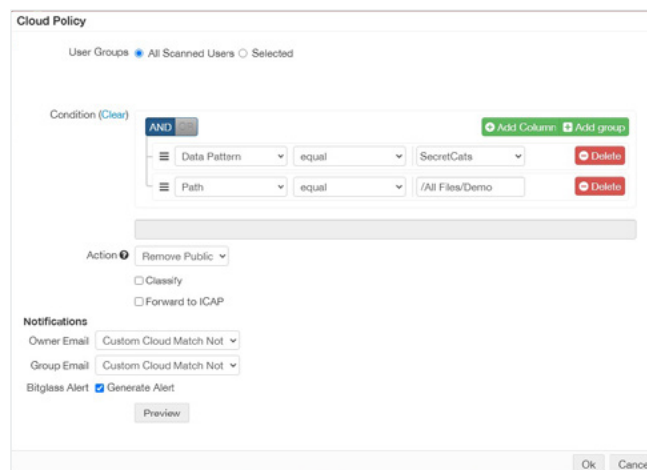 Cloud Policy
User Groups All Scanned Users Selected
Condition (Clear)
AND OR Add Column Add group
Data Pattern equal SecretCats Delete
Path equal /All Files/Demo Delete
Action Remove Public
Classify
Forward to ICAP
Notifications
Owner Email Custom Cloud Match Not
Group Email Custom Cloud Match Not
Bitglass Alert Generate Alert
Preview
Ok Cance